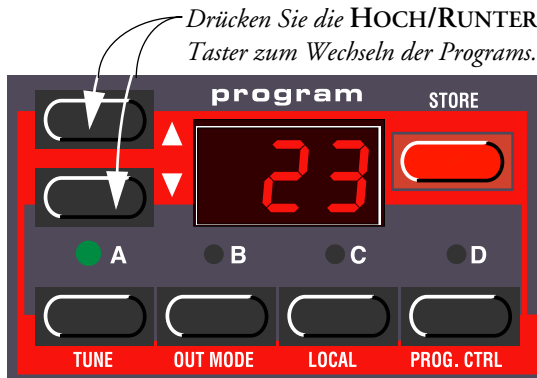 Drücken Sie die HOCH/RUNTER
Taster zum Wechseln der Programs.
program
STORE
23
A B C D
TUNE OUT MODE LOCAL PROG. CTRL